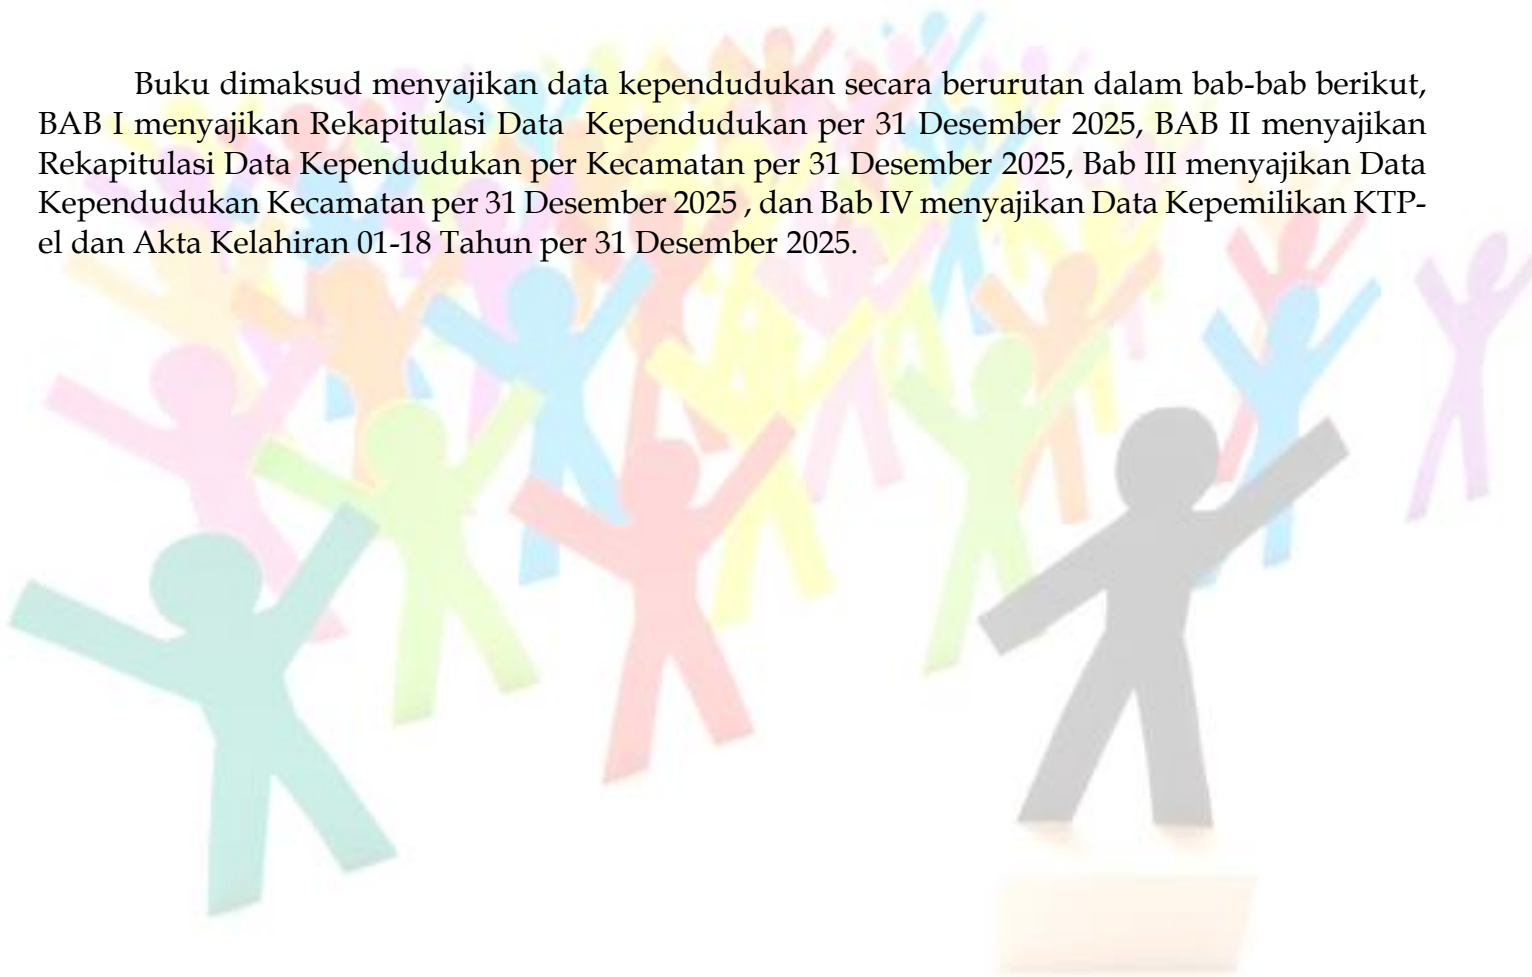 Buku dimaksud menyajikan data kependudukan secara berurutan dalam bab-bab berikut,
BAB I menyajikan Rekapitulasi Data  Kependudukan per 31 Desember 2025, BAB II menyajikan
Rekapitulasi Data Kependudukan per Kecamatan per 31 Desember 2025, Bab III menyajikan Data
Kependudukan Kecamatan per 31 Desember 2025 , dan Bab IV menyajikan Data Kepemilikan KTP-
el dan Akta Kelahiran 01-18 Tahun per 31 Desember 2025.